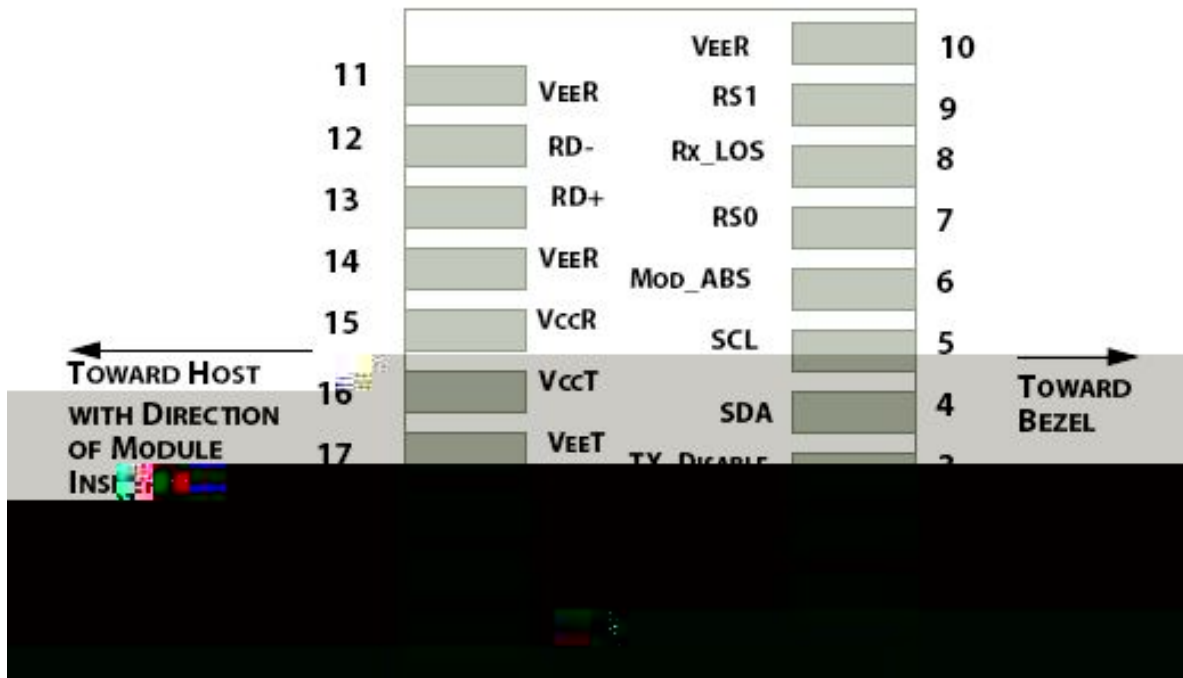 VEER 10
11 VEER
RS1 9
12 RD-
Rx_LOS 8
13 RD+
RS0 7
14 VEER
MOD_ABS 6
15 VccR
SCL 5
TOWARD HOST
WITH DIRECTION
OF MODULE
16 VccT
SDA 4
17 VEET
TX_DISABLE
TOWARD
BEZEL